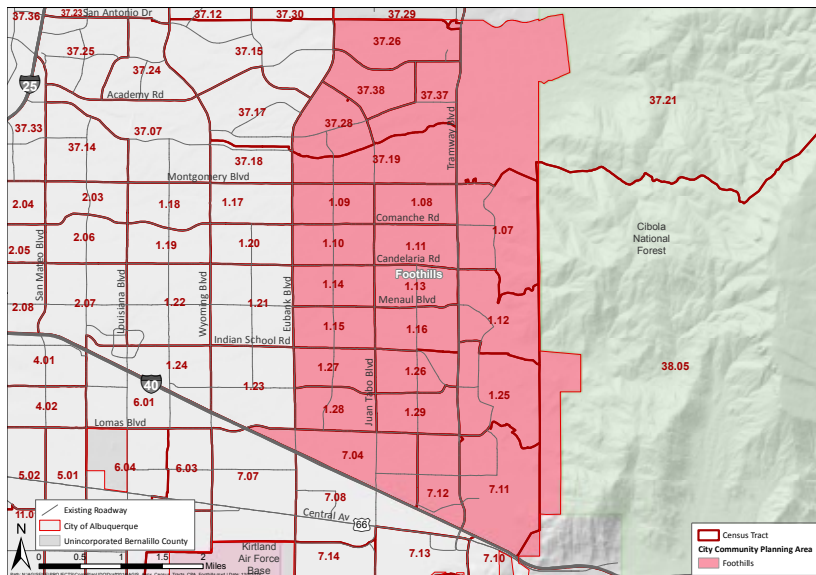 37.36
37.23
San Antonio Dr
37.12
37.30
37.29
37.25
37.24
37.15
37.26
25
Academy Rd
37.38
37.37
37.21
37.33
37.14
37.07
37.17
37.28
Tramway Blvd
37.18
37.19
Montgomery Blvd
2.04
2.03
1.18
1.17
1.09
1.08
Comanche Rd
1.07
Cibola
National
Forest
2.05
San Mateo Blvd
2.06
1.19
1.20
1.10
1.11
Candelaria Rd
Foothills
1.14
1.13
Menaul Blvd
2.08
2.07
Louisiana Blvd
1.22
Wyoming Blvd
1.21
Eubank Blvd
1.15
1.16
1.12
Indian School Rd
4.01
1.24
1.27
Juan Tabo Blvd
1.26
38.05
40
1.23
1.25
4.02
6.01
1.28
1.29
Lomas Blvd
5.02
5.01
6.04
6.03
7.07
7.04
7.08
7.12
7.11
11.0
Central Av
66
7.14
7.13
7.10
Kirtland
Air Force
Base
Existing Roadway
City of Albuquerque
Unincorporated Bernalillo County
N
0 0.5 1 2
Miles
Census Tract
City Community Planning Area
Foothills